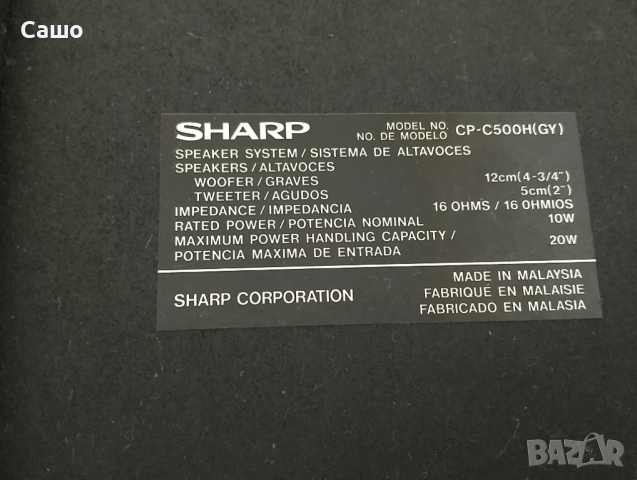 Сашо
SHARP MODEL NO. NO. DE MODELO CP-C500H(GY)
SPEAKER SYSTEM / SISTEMA DE ALTAVOCES
SPEAKERS / ALTAVOCES
WOOFER / GRAVES 12cm(4-3/4")
TWEETER / AGUDOS 5cm(2")
IMPEDANCE / IMPEDANCIA 16 OHMS / 16 OHMIOS
RATED POWER / POTENCIA NOMINAL 10W
MAXIMUM POWER HANDLING CAPACITY / 20W
POTENCIA MAXIMA DE ENTRADA
MADE IN MALAYSIA
SHARP CORPORATION FABRIQUÉ EN MALAISIE
FABRICADO EN MALASIA
BAZAR